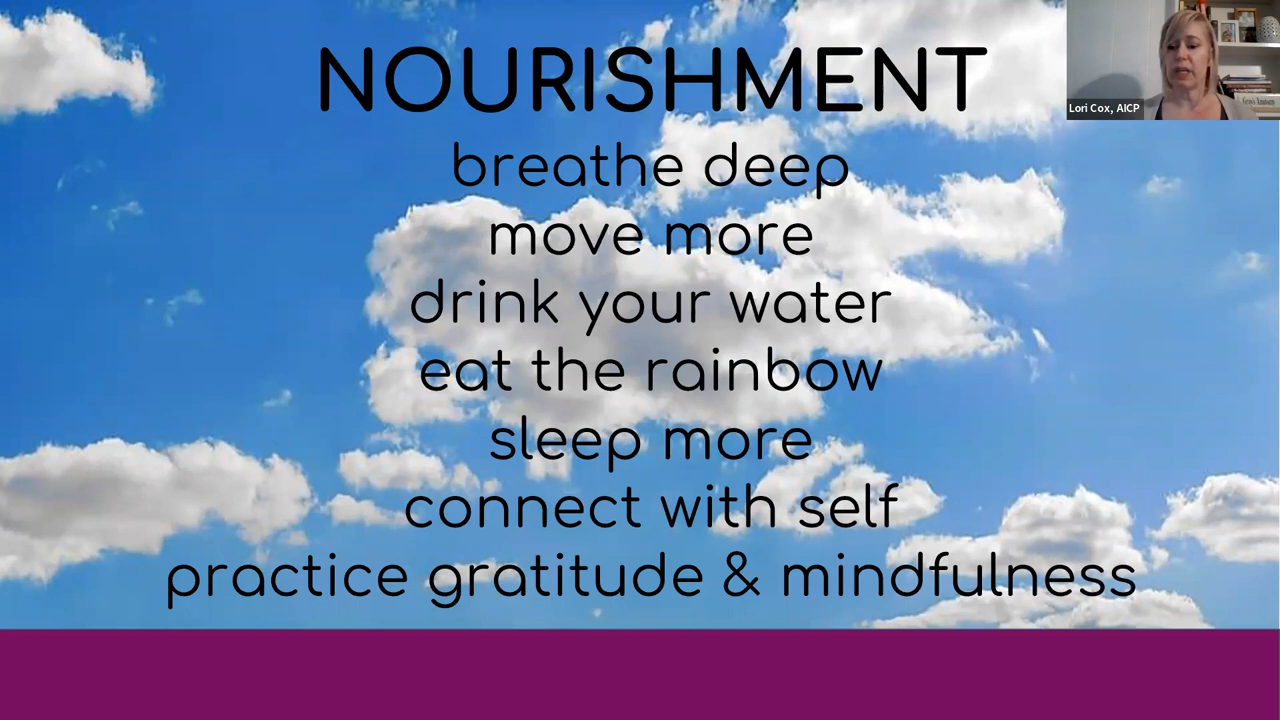 NOURISHMENT
breathe deep
move more
drink your water
eat the rainbow
sleep more
connect with self
practice gratitude & mindfulness
Lori Cox, AICP